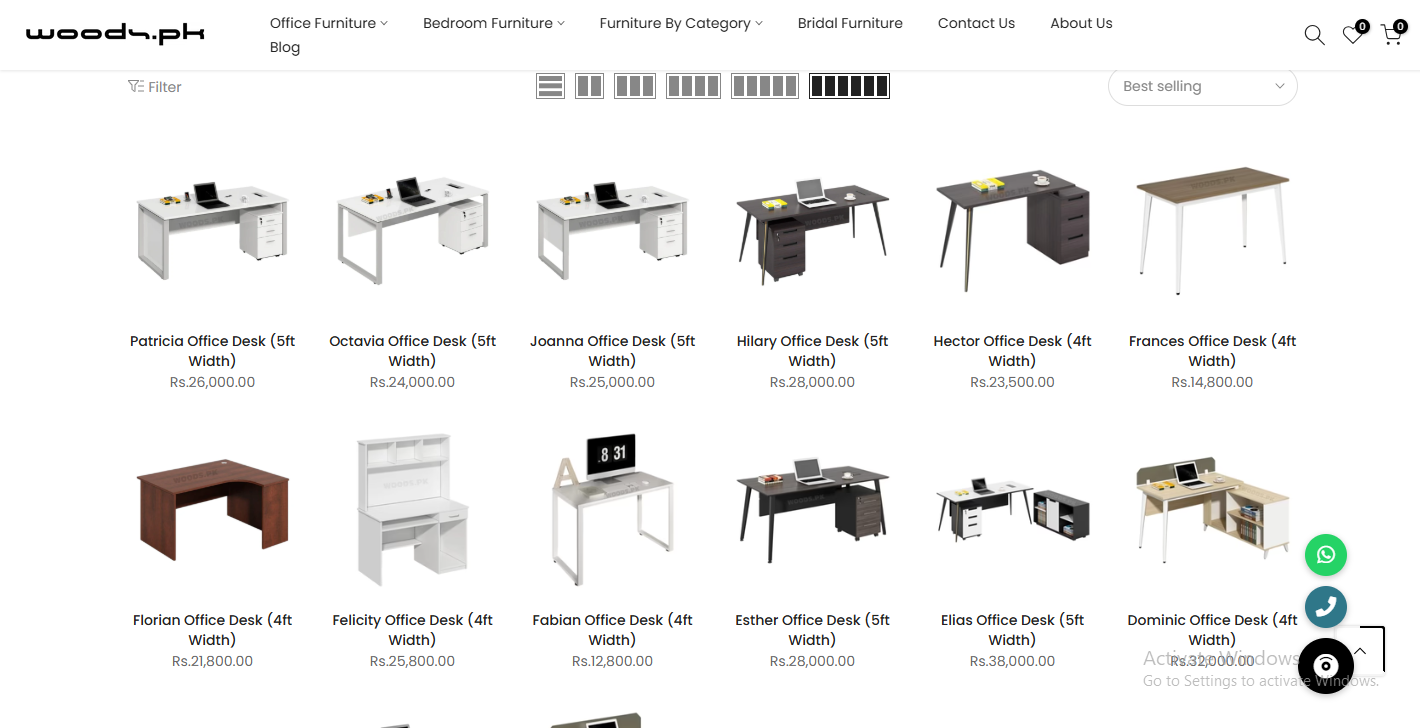 woods.pk
Office Furniture
Bedroom Furniture
Furniture By Category
Bridal Furniture
Contact Us
About Us
Blog
0
0
Filter
Best selling
Patricia Office Desk (5ft
Width)
Rs.26,000.00
Octavia Office Desk (5ft
Width)
Rs.24,000.00
Joanna Office Desk (5ft
Width)
Rs.25,000.00
Hilary Office Desk (5ft
Width)
Rs.28,000.00
Hector Office Desk (4ft
Width)
Rs.23,500.00
Frances Office Desk (4ft
Width)
Rs.14,800.00
8 31
Florian Office Desk (4ft
Width)
Rs.21,800.00
Felicity Office Desk (4ft
Width)
Rs.25,800.00
Fabian Office Desk (4ft
Width)
Rs.12,800.00
Esther Office Desk (5ft
Width)
Rs.28,000.00
Elias Office Desk (5ft
Width)
Rs.38,000.00
Dominic Office Desk (4ft
Width)
Rs.32,000.00
Activate Windows
Go to Settings to activate Windows.